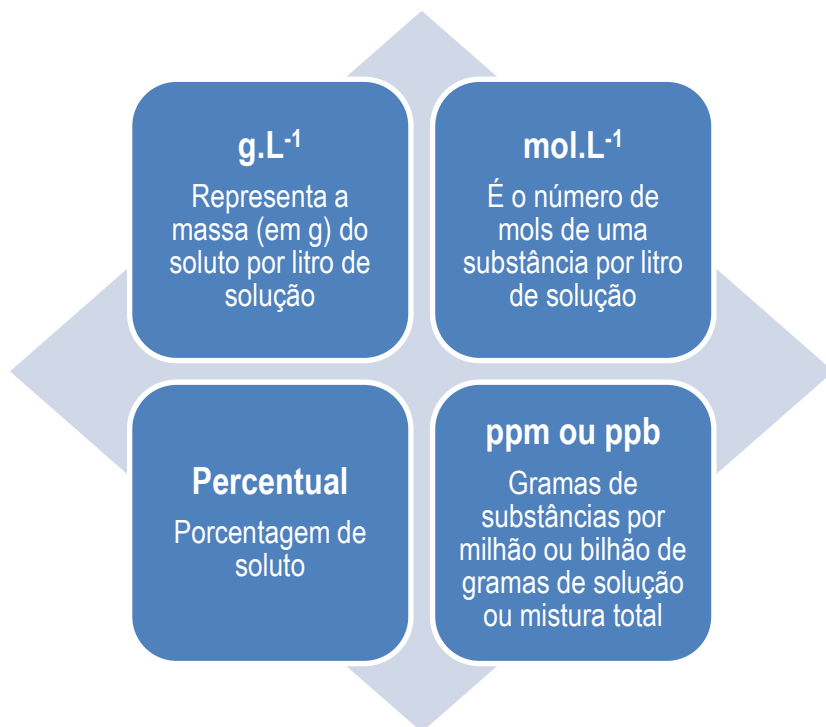 g.L⁻¹
Representa a
massa (em g) do
soluto por litro de
solução
mol.L⁻¹
É o número de
mols de uma
substância por litro
de solução
Percentual
Porcentagem de
soluto
ppm ou ppb
Gramas de
substâncias por
milhão ou bilhão de
gramas de solução
ou mistura total